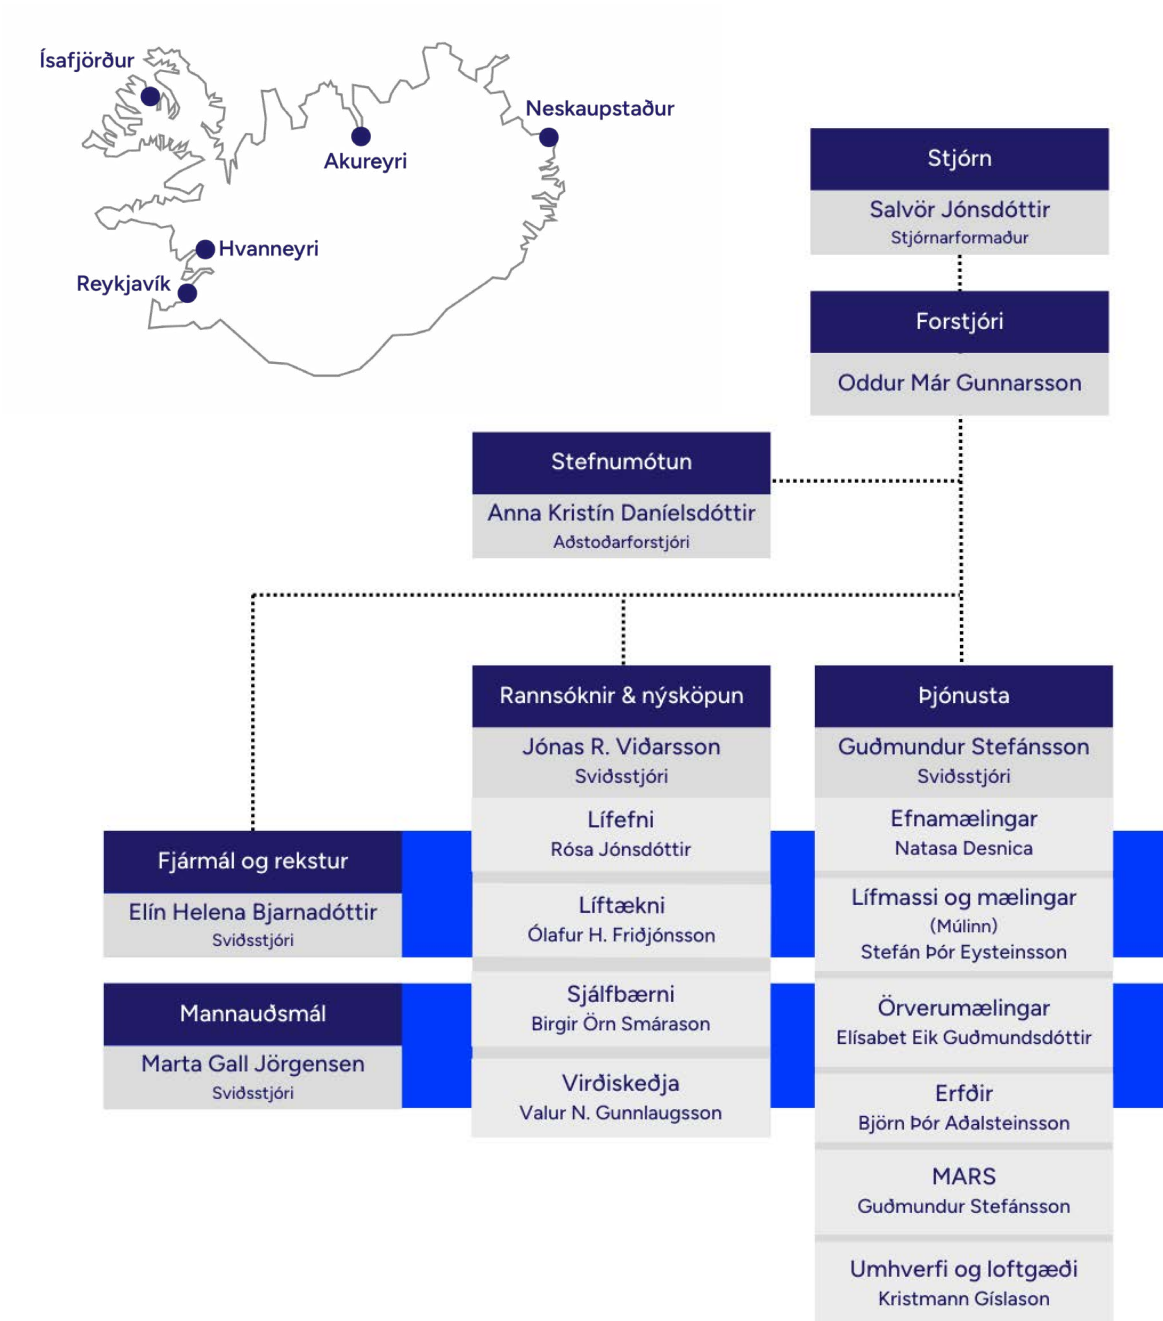 Ísafjörður
Neskaupstaður
Akureyri
Hvanneyri
Reykjavík
Stjórn
Salvör Jónsdóttir
Stjórnarformaður
Forstjóri
Oddur Már Gunnarsson
Stefnumótun
Anna Kristín Daníelsdóttir
Aðstoðarforstjóri
Fjármál og rekstur
Elín Helena Bjarnadóttir
Sviðsstjóri
Mannauðsmál
Marta Gall Jörgensen
Sviðsstjóri
Rannsóknir & nýsköpun
Jónas R. Viðarsson
Sviðsstjóri
Lífefni
Rósa Jónsdóttir
Líftækni
Ólafur H. Friðjónsson
Sjálfbærni
Birgir Örn Smárason
Virðiskeðja
Valur N. Gunnlaugsson
Þjónusta
Guðmundur Stefánsson
Sviðsstjóri
Efnamælingar
Natasa Desnica
Lífmassi og mælingar
(Múlinn)
Stefán Þór Eysteinsson
Örverumælingar
Elísabet Eik Guðmundsdóttir
Erfðir
Björn Þór Aðalsteinsson
MARS
Guðmundur Stefánsson
Umhverfi og loftgæði
Kristmann Gíslason